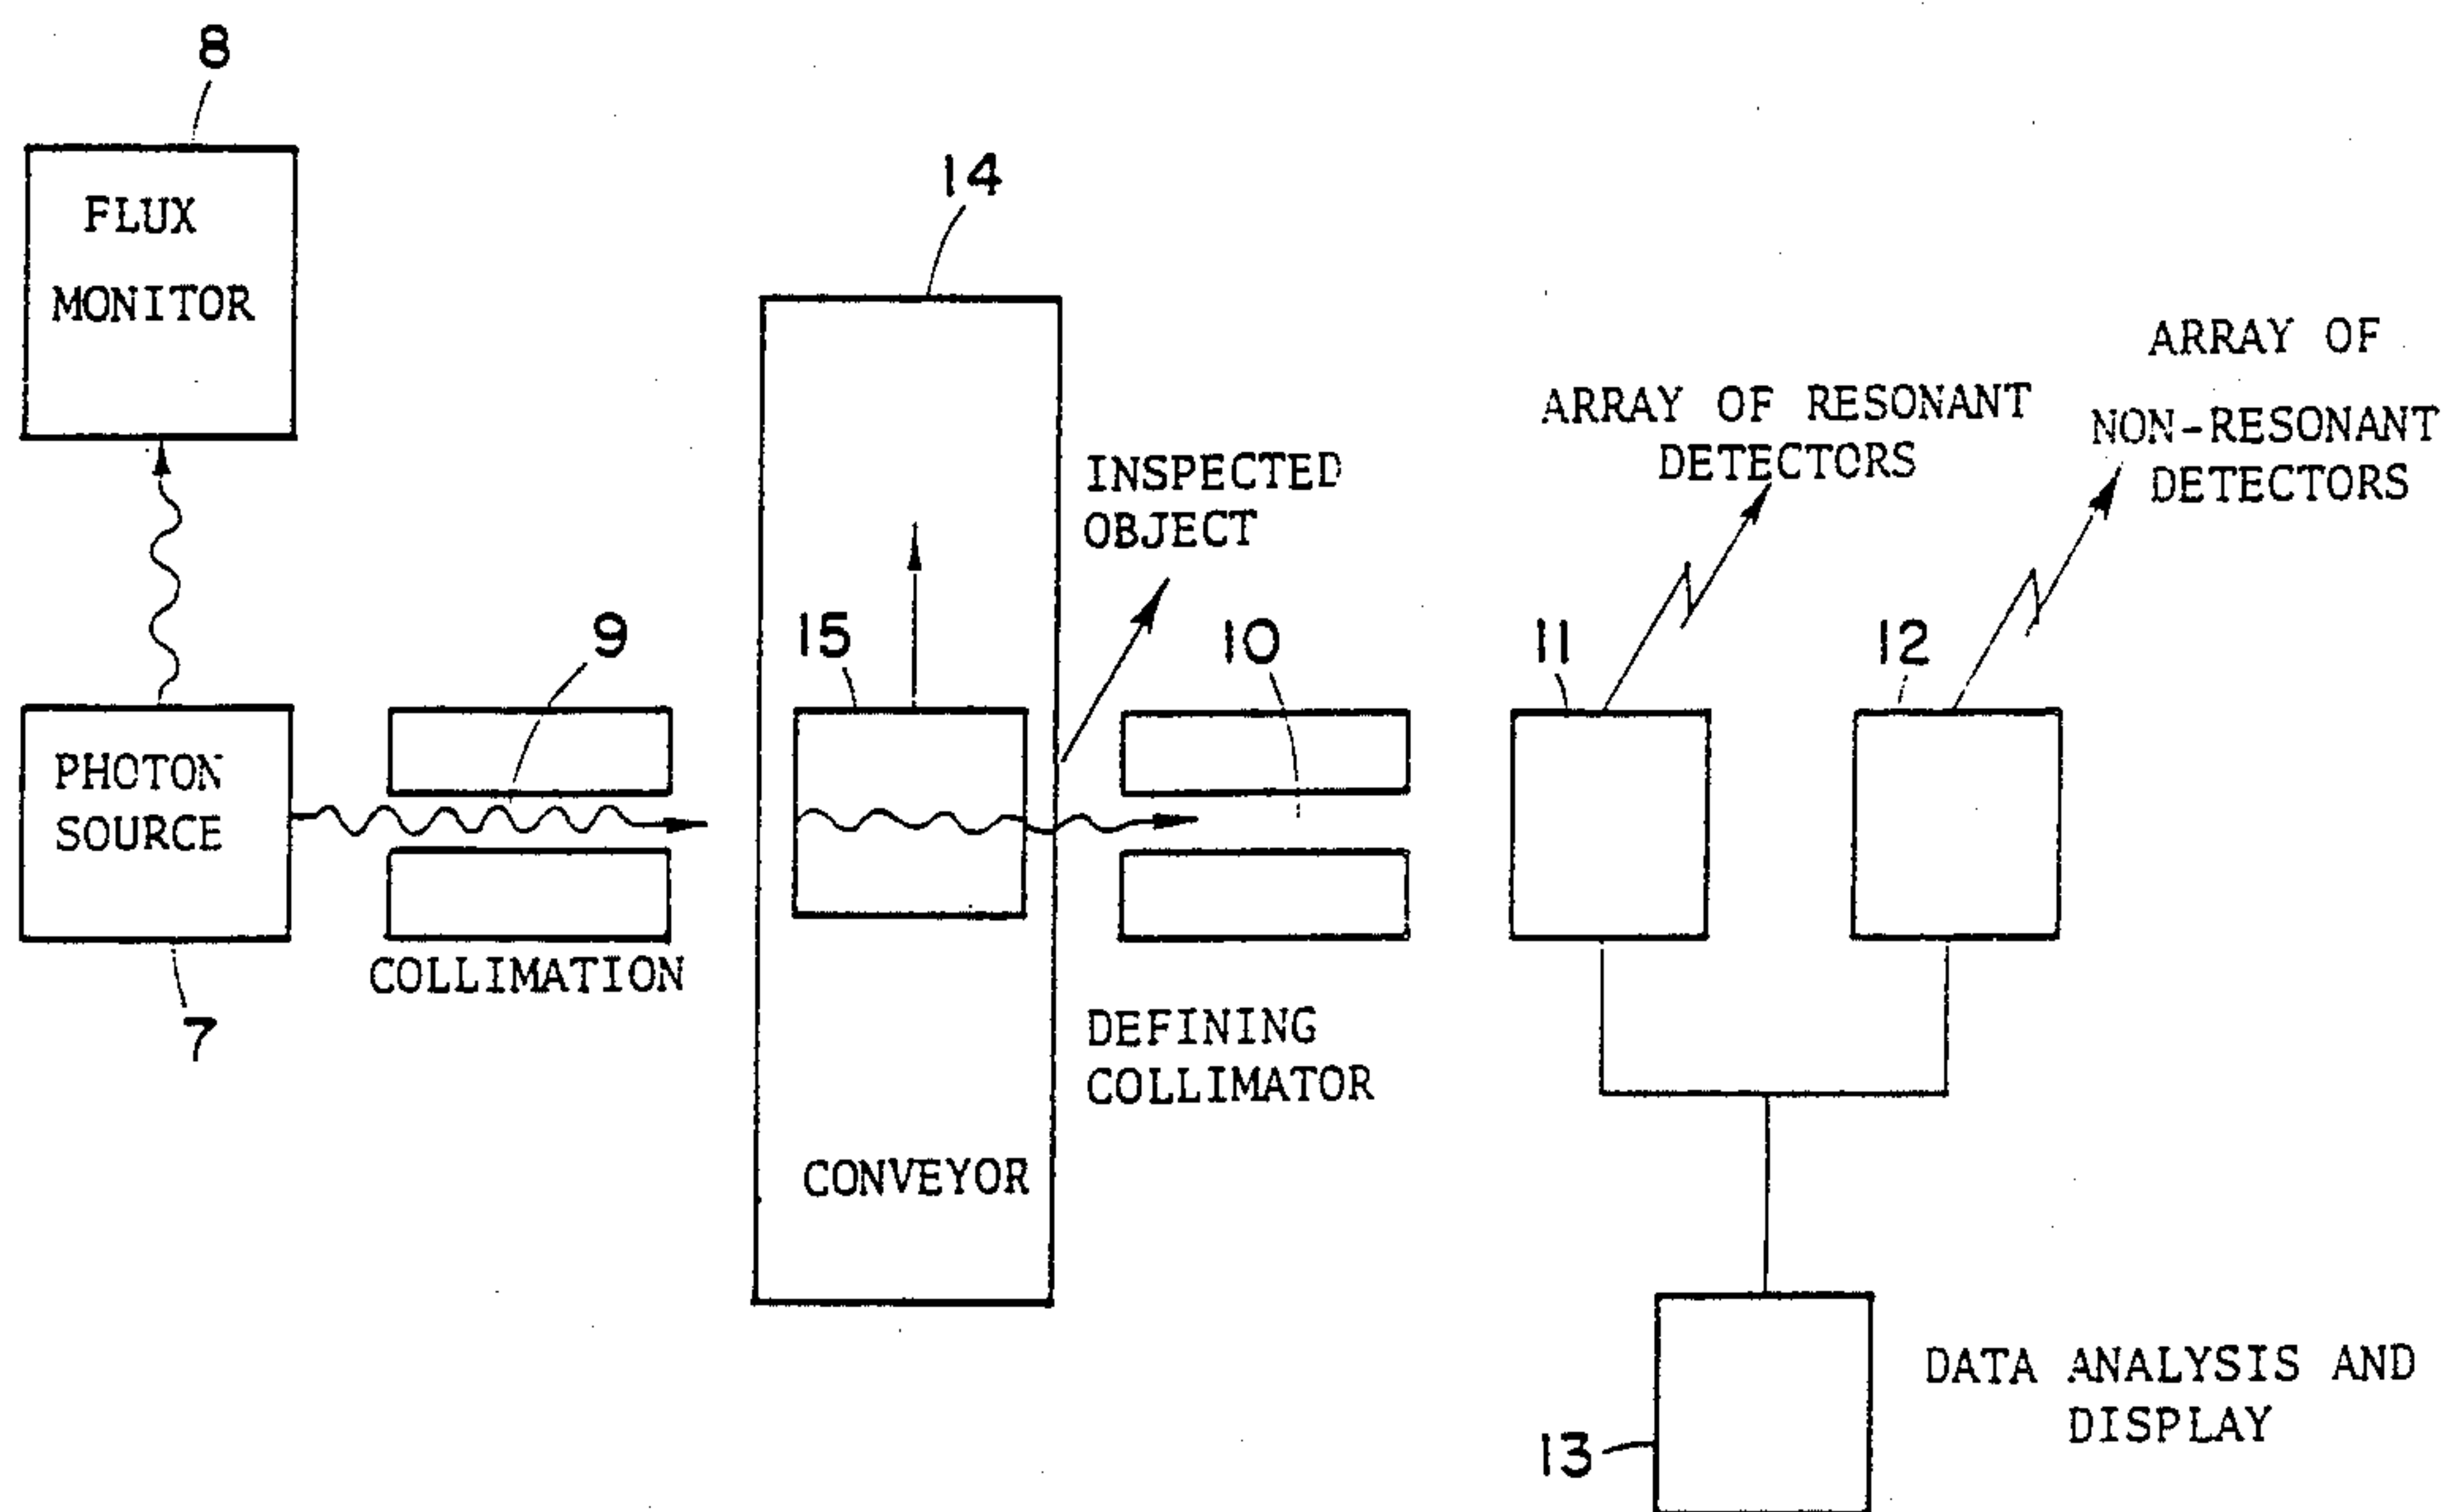 8
FLUX
MONITOR
14
ARRAY OF
NON-RESONANT
DETECTORS
ARRAY OF RESONANT
DETECTORS
INSPECTED
OBJECT
9
15
10
11
12
PHOTON
SOURCE
7
COLLIMATION
DEFINING
COLLIMATOR
CONVEYOR
DATA ANALYSIS AND
DISPLAY
13